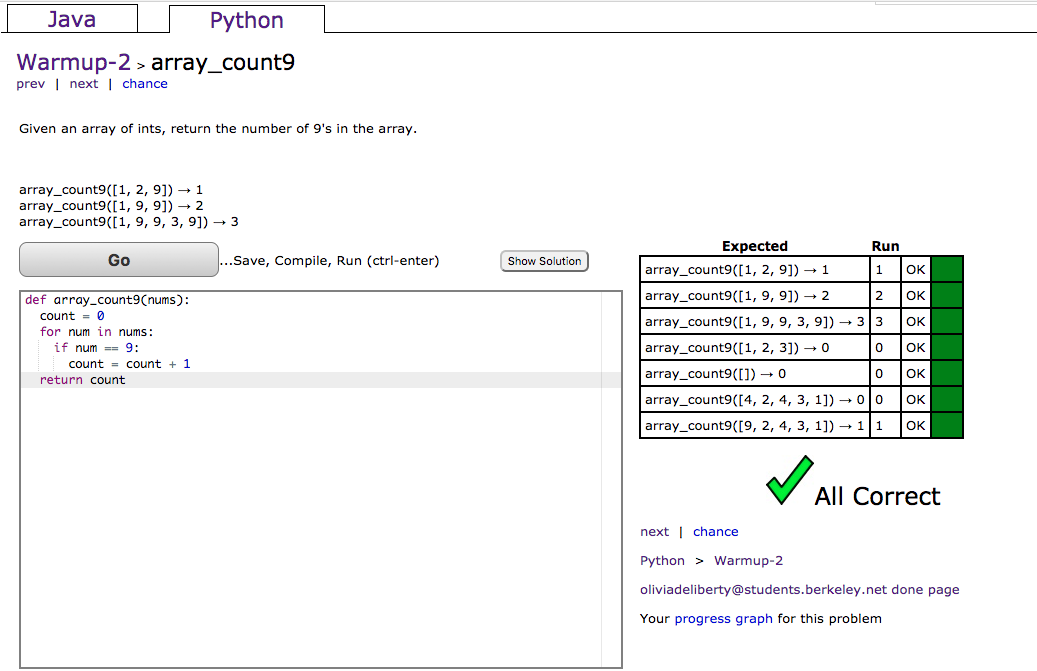 Java Python
Warmup-2 > array_count9
prev | next | chance
Given an array of ints, return the number of 9's in the array.
array_count9([1, 2, 9]) → 1
array_count9([1, 9, 9]) → 2
array_count9([1, 9, 9, 3, 9]) → 3
Go ...Save, Compile, Run (ctrl-enter) Show Solution
def array_count9(nums):
  count = 0
  for num in nums:
    if num == 9:
      count = count + 1
  return count
Expected Run
array_count9([1, 2, 9]) → 1 1 OK
array_count9([1, 9, 9]) → 2 2 OK
array_count9([1, 9, 9, 3, 9]) → 3 3 OK
array_count9([1, 2, 3]) → 0 0 OK
array_count9([]) → 0 0 OK
array_count9([4, 2, 4, 3, 1]) → 0 0 OK
array_count9([9, 2, 4, 3, 1]) → 1 1 OK
All Correct
next | chance
Python > Warmup-2
oliviadeliberty@students.berkeley.net done page
Your progress graph for this problem